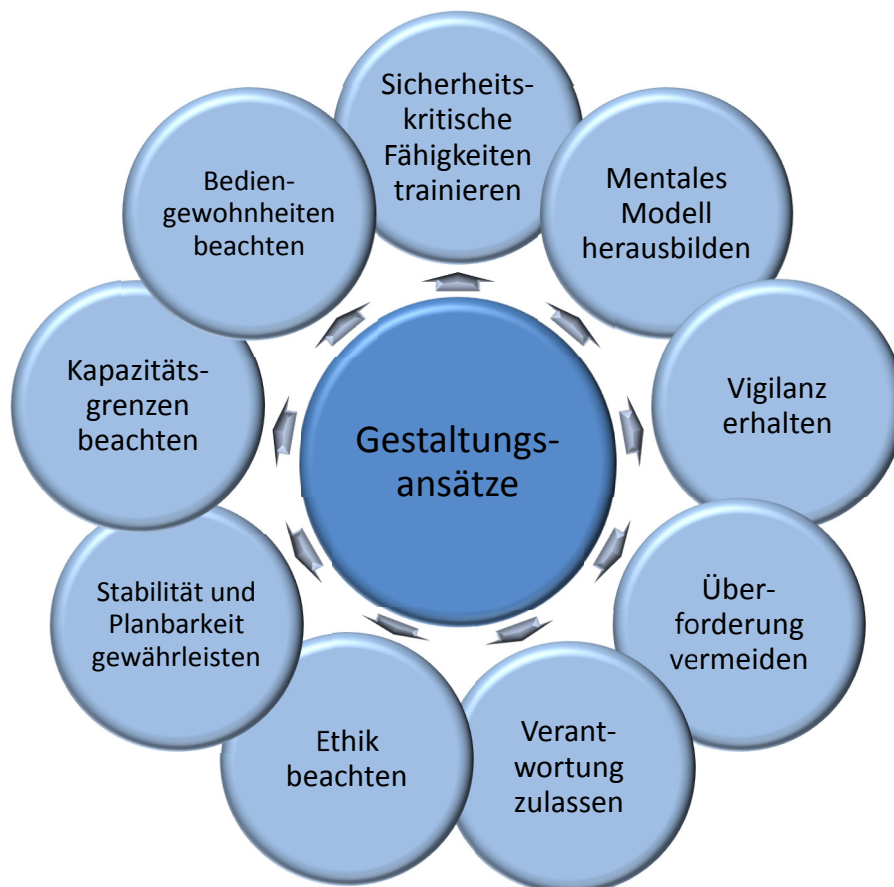 Sicherheits-
kritische
Fähigkeiten
trainieren
Mentales
Modell
herausbilden
Vigilanz
erhalten
Über-
forderung
vermeiden
Verant-
wortung
zulassen
Ethik
beachten
Stabilität und
Planbarkeit
gewährleisten
Kapazitäts-
grenzen
beachten
Bedien-
gewohnheiten
beachten
Gestaltungs-
ansätze